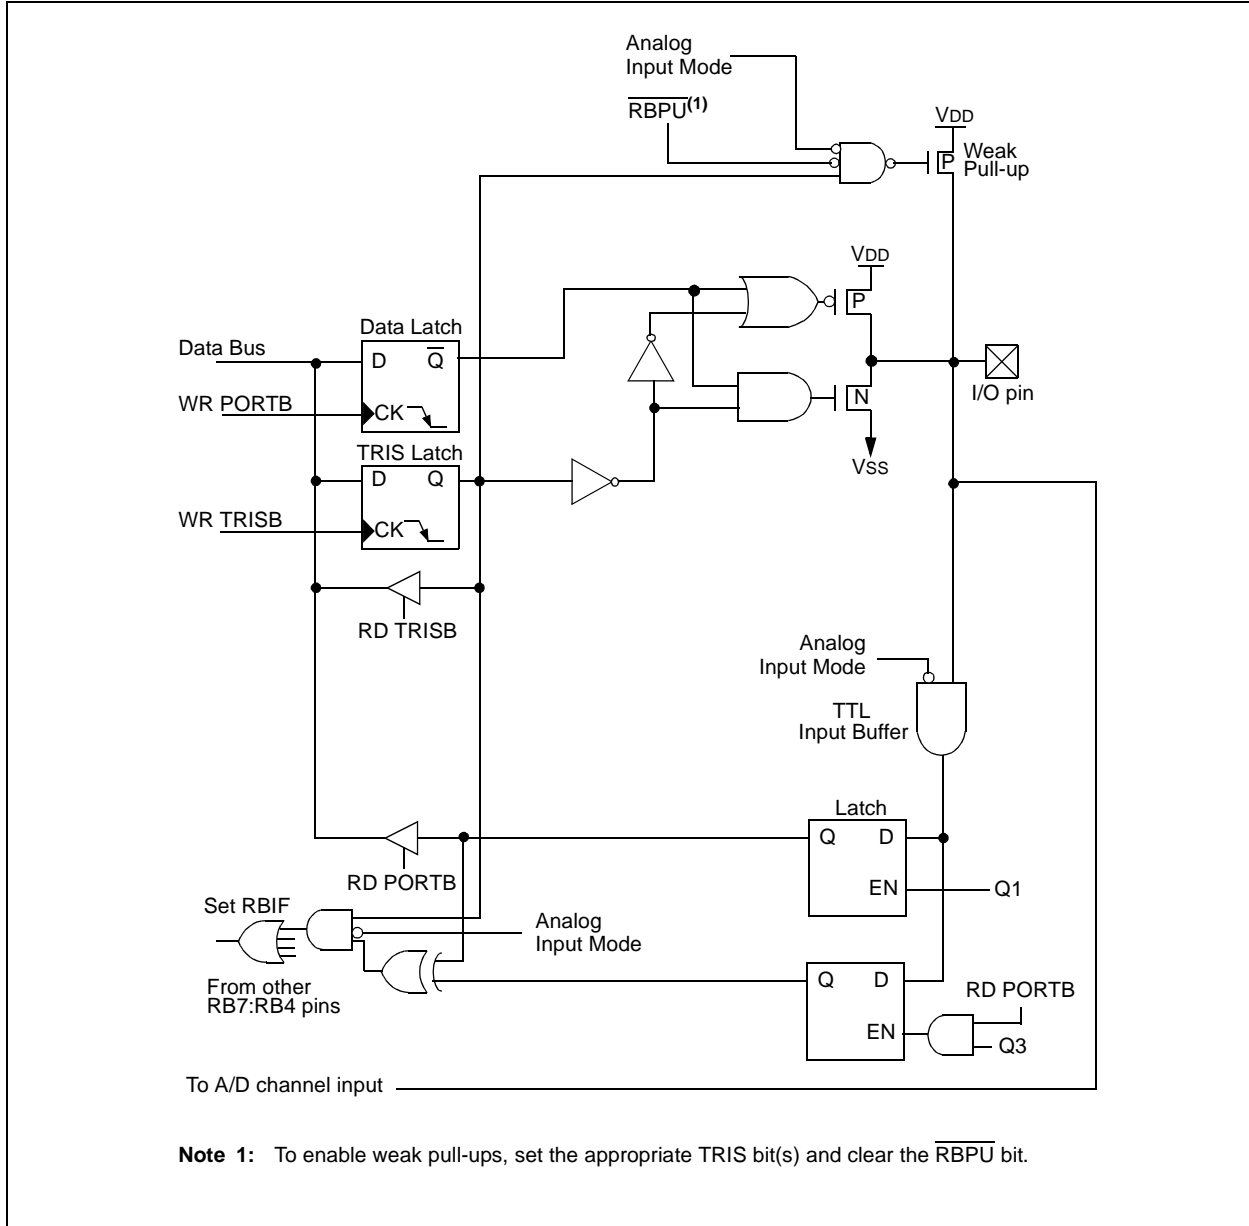 Analog
Input Mode
RBPU(1)
VDD
P
Weak
Pull-up
VDD
P
Data Latch
Data Bus
D
Q
WR PORTB
CK
N
I/O pin
VSS
TRIS Latch
D
Q
WR TRISB
CK
RD TRISB
Analog
Input Mode
TTL
Input Buffer
Latch
Q
D
EN
Q1
RD PORTB
Set RBIF
Analog
Input Mode
From other
RB7:RB4 pins
Q
D
EN
RD PORTB
Q3
To A/D channel input
Note 1: To enable weak pull-ups, set the appropriate TRIS bit(s) and clear the RBPU bit.